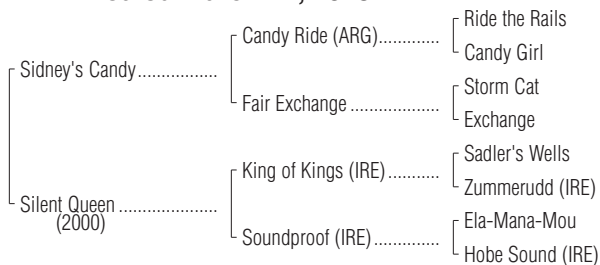 Ride the Rails
Candy Ride (ARG)............
Candy Girl
Sidney's Candy.................
Storm Cat
Fair Exchange ...................
Exchange
Sadler's Wells
King of Kings (IRE)............
Zummerudd (IRE)
Silent Queen .....................
(2000)
Ela-Mana-Mou
Soundproof (IRE)...............
Hobe Sound (IRE)